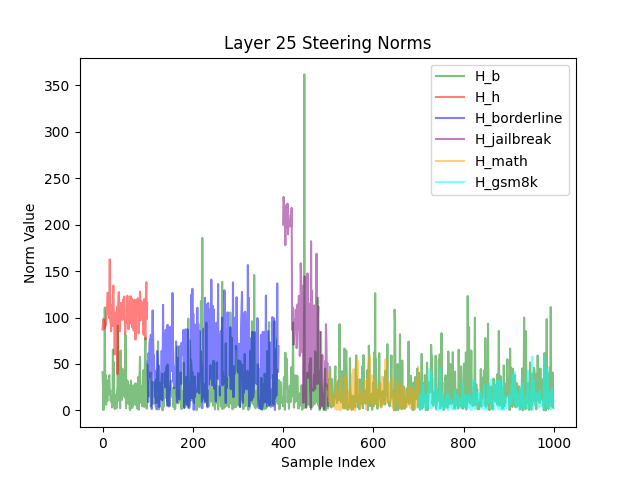 Layer 25 Steering Norms
Norm Value
350
300
250
200
150
100
50
0
0
200
400
600
800
1000
Sample Index
H_b
H_h
H_borderline
H_jailbreak
H_math
H_gsm8k